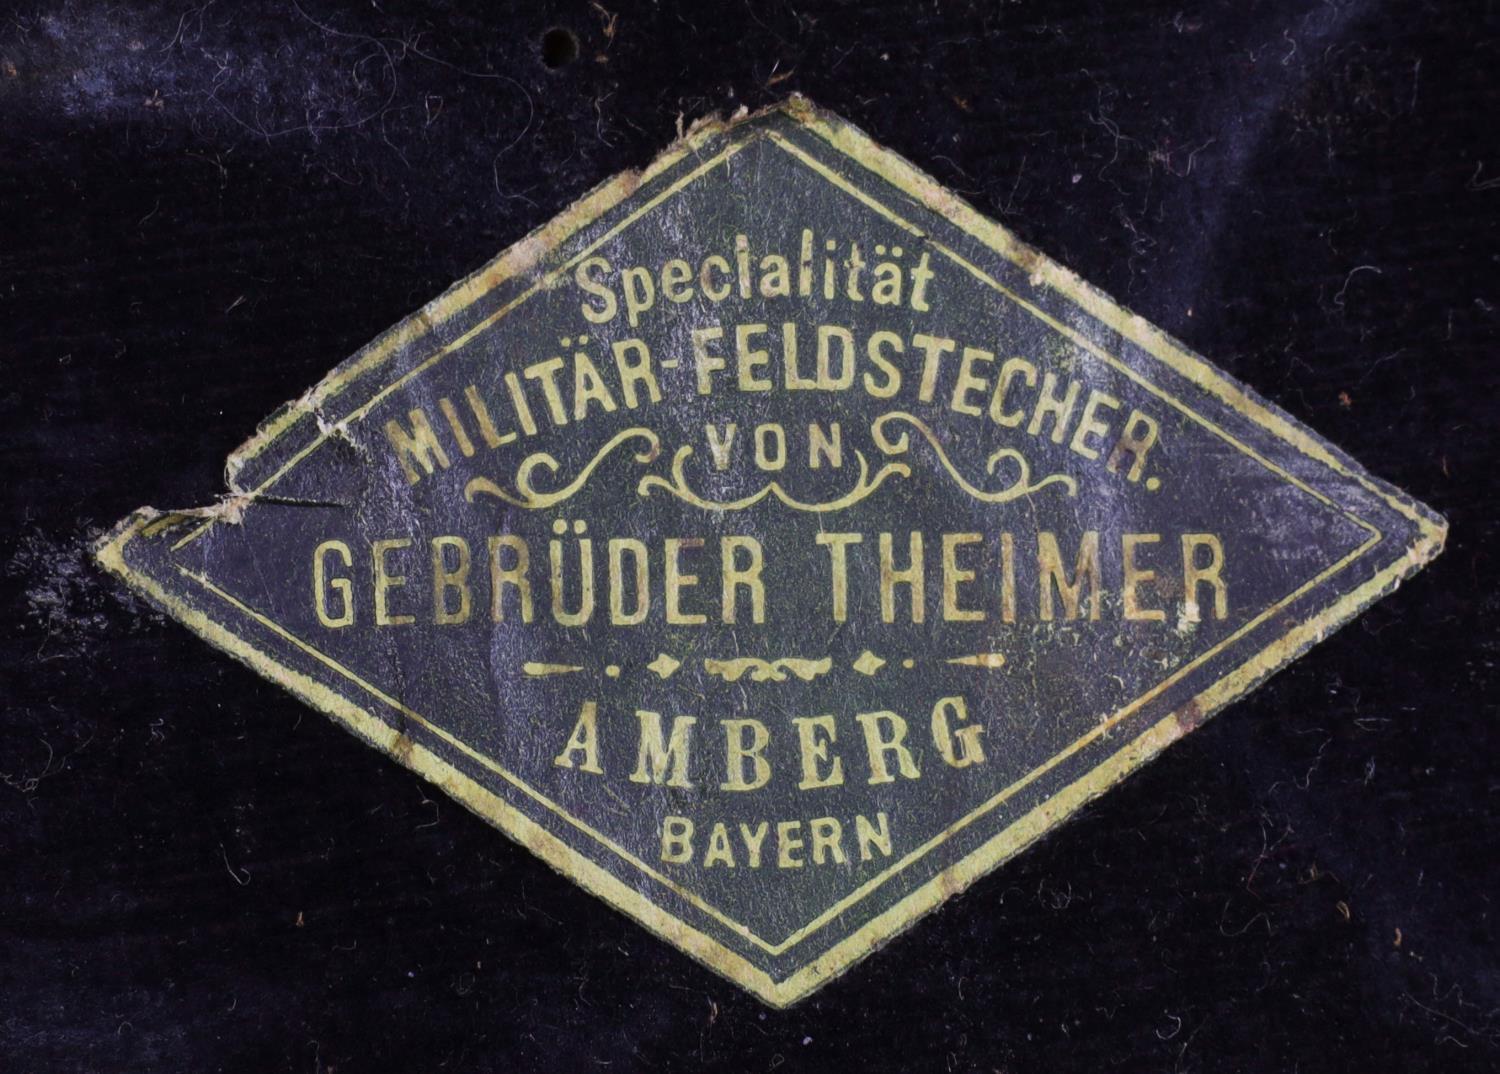 Specialität
MILITÄR-FELDSTECHER.
VON
GEBRÜDER THEIMER
AMBERG
BAYERN